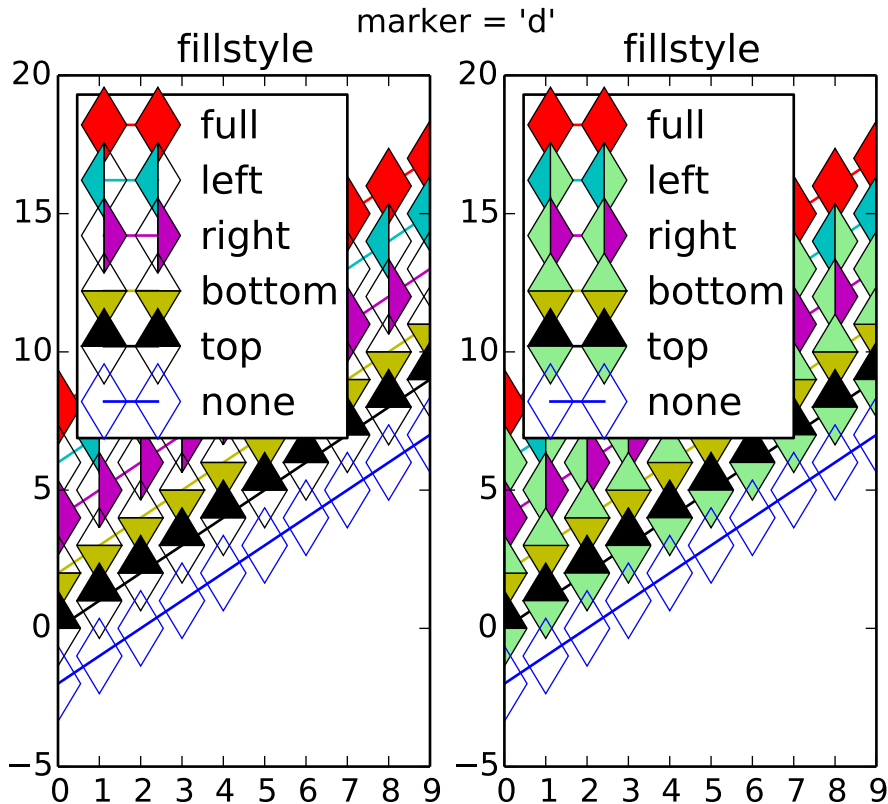 marker = 'd'
fillstyle
20
15
10
5
0
−5
full
left
right
bottom
top
none
0 1 2 3 4 5 6 7 8 9
fillstyle
20
15
10
5
0
−5
full
left
right
bottom
top
none
0 1 2 3 4 5 6 7 8 9